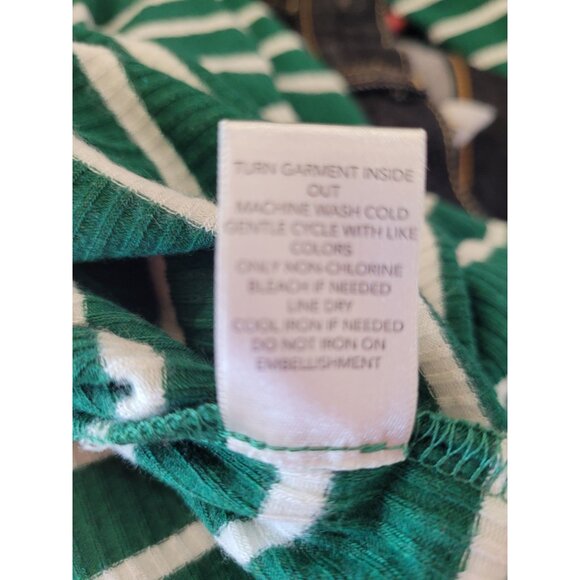 TURN GARMENT INSIDE
OUT
MACHINE WASH COLD
GENTLE CYCLE WITH LIKE
COLORS
ONLY NON-CHLORINE
BLEACH IF NEEDED
LINE DRY
COOL IRON IF NEEDED
DO NOT IRON ON
EMBELLISHMENT